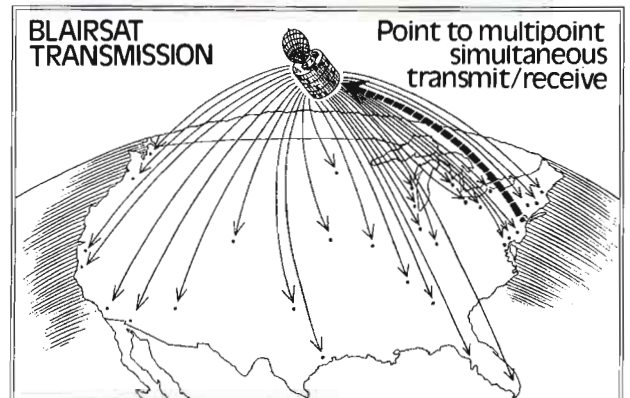 BLAIRSAT
TRANSMISSION
Point to multipoint
simultaneous
transmit/receive